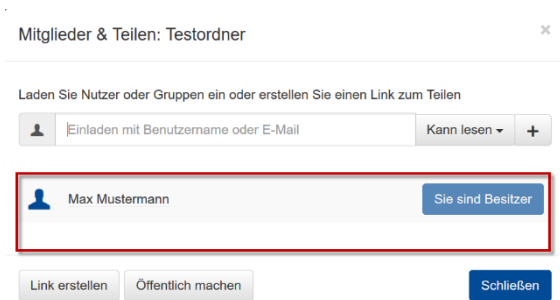 Mitglieder & Teilen: Testordner ×
Laden Sie Nutzer oder Gruppen ein oder erstellen Sie einen Link zum Teilen
Einladen mit Benutzername oder E-Mail Kann lesen +
Max Mustermann Sie sind Besitzer
Link erstellen Öffentlich machen Schließen